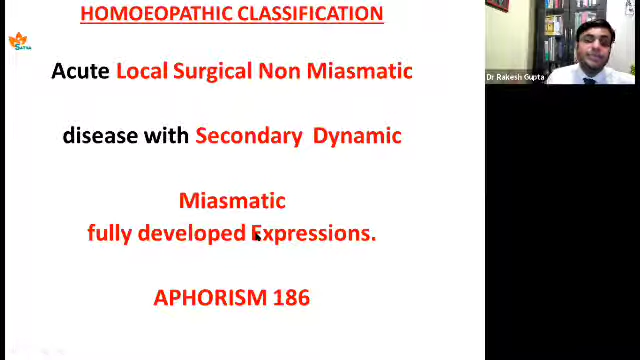 HOMOEOPATHIC CLASSIFICATION
Acute Local Surgical Non Miasmatic
disease with Secondary Dynamic
Miasmatic
fully developed Expressions.
APHORISM 186
Dr Rakesh Gupta